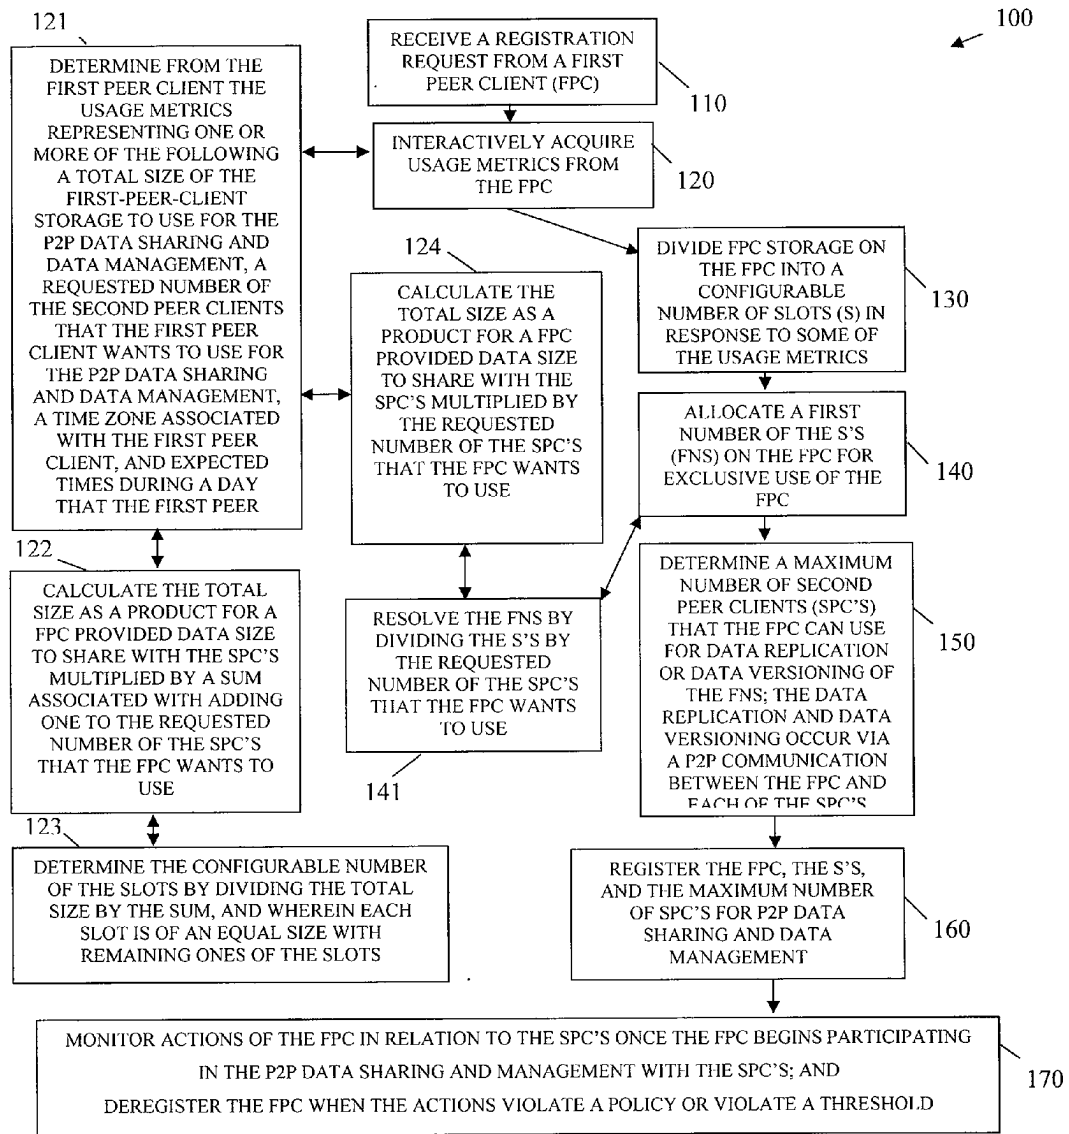 100
121
DETERMINE FROM THE
FIRST PEER CLIENT THE
USAGE METRICS
REPRESENTING ONE OR
MORE OF THE FOLLOWING
A TOTAL SIZE OF THE
FIRST-PEER-CLIENT
STORAGE TO USE FOR THE
P2P DATA SHARING AND
DATA MANAGEMENT, A
REQUESTED NUMBER OF
THE SECOND PEER CLIENTS
THAT THE FIRST PEER
CLIENT WANTS TO USE FOR
THE P2P DATA SHARING
AND DATA MANAGEMENT,
A TIME ZONE ASSOCIATED
WITH THE FIRST PEER
CLIENT, AND EXPECTED
TIMES DURING A DAY
THAT THE FIRST PEER
RECEIVE A REGISTRATION
REQUEST FROM A FIRST
PEER CLIENT (FPC)
110
INTERACTIVELY ACQUIRE
USAGE METRICS FROM
THE FPC
120
124
CALCULATE THE
TOTAL SIZE AS A
PRODUCT FOR A FPC
PROVIDED DATA SIZE
TO SHARE WITH THE
SPC'S MULTIPLIED BY
THE REQUESTED
NUMBER OF THE SPC'S
THAT THE FPC WANTS
TO USE
DIVIDE FPC STORAGE ON
THE FPC INTO A
CONFIGURABLE
NUMBER OF SLOTS (S) IN
RESPONSE TO SOME OF
THE USAGE METRICS
130
ALLOCATE A FIRST
NUMBER OF THE S'S
(FNS) ON THE FPC FOR
EXCLUSIVE USE OF THE
FPC
140
122
CALCULATE THE TOTAL
SIZE AS A PRODUCT FOR A
FPC PROVIDED DATA SIZE
TO SHARE WITH THE SPC'S
MULTIPLIED BY A SUM
ASSOCIATED WITH ADDING
ONE TO THE REQUESTED
NUMBER OF THE SPC'S
THAT THE FPC WANTS TO
USE
RESOLVE THE FNS BY
DIVIDING THE S'S BY
THE REQUESTED
NUMBER OF THE SPC'S
THAT THE FPC WANTS
TO USE
141
DETERMINE A MAXIMUM
NUMBER OF SECOND
PEER CLIENTS (SPC'S)
THAT THE FPC CAN USE
FOR DATA REPLICATION
OR DATA VERSIONING OF
THE FNS; THE DATA
REPLICATION AND DATA
VERSIONING OCCUR VIA
A P2P COMMUNICATION
BETWEEN THE FPC AND
EACH OF THE SPC'S
150
123
DETERMINE THE CONFIGURABLE NUMBER
OF THE SLOTS BY DIVIDING THE TOTAL
SIZE BY THE SUM, AND WHEREIN EACH
SLOT IS OF AN EQUAL SIZE WITH
REMAINING ONES OF THE SLOTS
REGISTER THE FPC, THE S'S,
AND THE MAXIMUM NUMBER
OF SPC'S FOR P2P DATA
SHARING AND DATA
MANAGEMENT
160
MONITOR ACTIONS OF THE FPC IN RELATION TO THE SPC'S ONCE THE FPC BEGINS PARTICIPATING
IN THE P2P DATA SHARING AND MANAGEMENT WITH THE SPC'S; AND
DEREGISTER THE FPC WHEN THE ACTIONS VIOLATE A POLICY OR VIOLATE A THRESHOLD
170